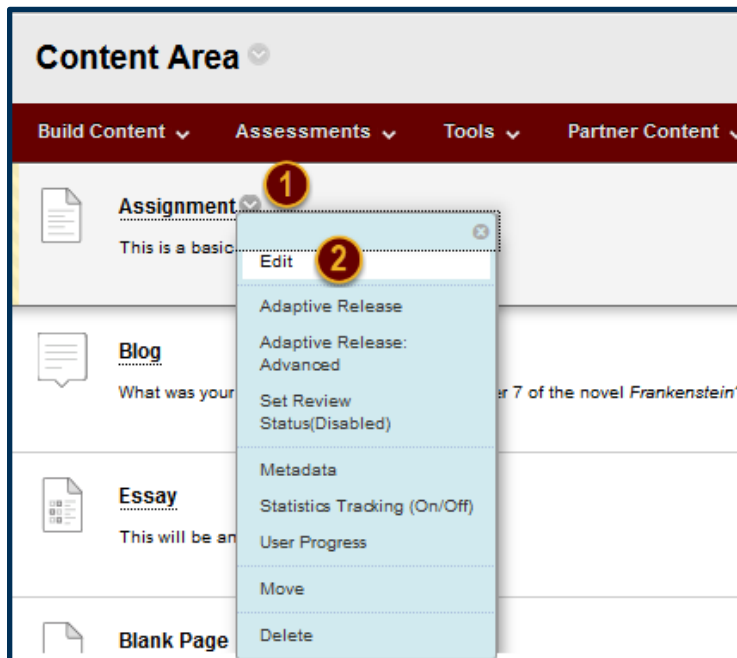 Content Area
Build Content Assessments Tools Partner Content
1
Assignment
This is a basic
Edit 2
Adaptive Release
Adaptive Release:
Advanced
Blog
What was your r 7 of the novel Frankenstein?
Set Review
Status(Disabled)
Metadata
Essay
Statistics Tracking (On/Off)
This will be an
User Progress
Move
Blank Page
Delete